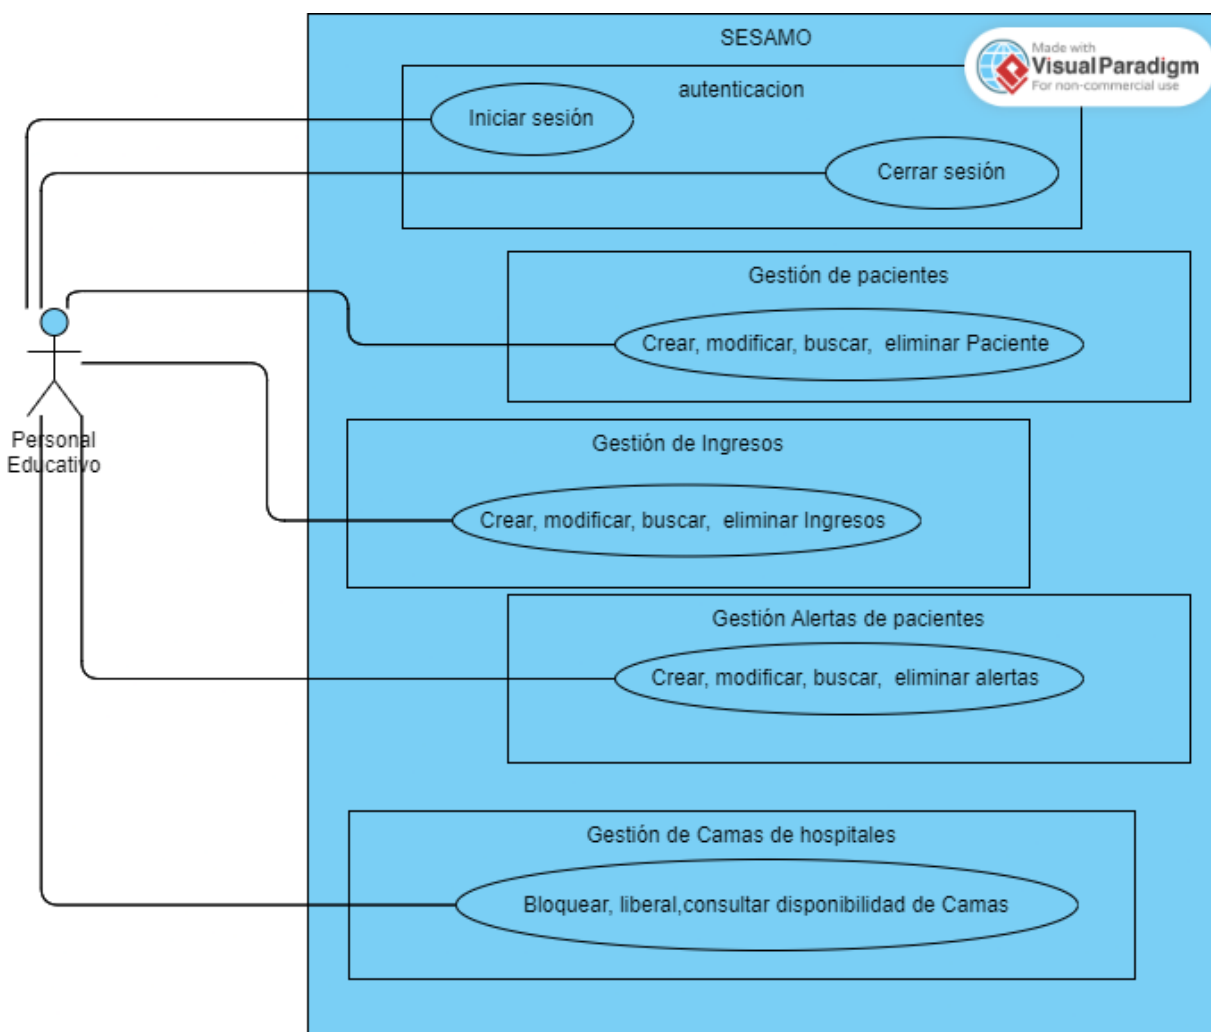 SESAMO
Made with
Visual Paradigm
For non-commercial use
autenticacion
Iniciar sesión
Cerrar sesión
Gestión de pacientes
Crear, modificar, buscar,  eliminar Paciente
Personal
Educativo
Gestión de Ingresos
Crear, modificar, buscar,  eliminar Ingresos
Gestión Alertas de pacientes
Crear, modificar, buscar,  eliminar alertas
Gestión de Camas de hospitales
Bloquear, liberal,consultar disponibilidad de Camas